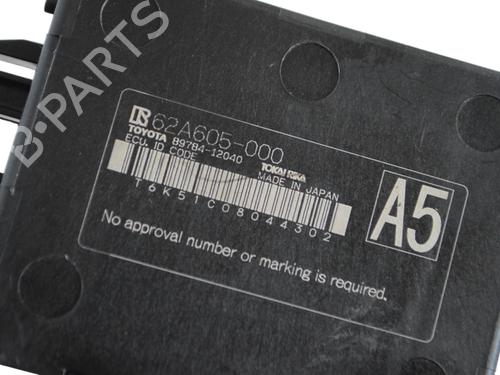 62A605-000
TOYOTA 89784-12040
ECU. ID CODE
TOKAI RIKA
MADE IN JAPAN
T6K51C08044302
A5
No approval number or marking is required.
B-PARTS